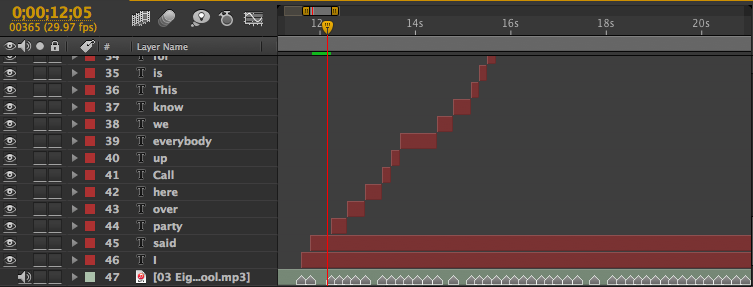 0:00:12:05
00365 (29.97 fps)
12s 14s 16s 18s 20s
# Layer Name
34 T for
35 T is
36 T This
37 T know
38 T we
39 T everybody
40 T up
41 T Call
42 T here
43 T over
44 T party
45 T said
46 T I
47 [03 Eig...ool.mp3]